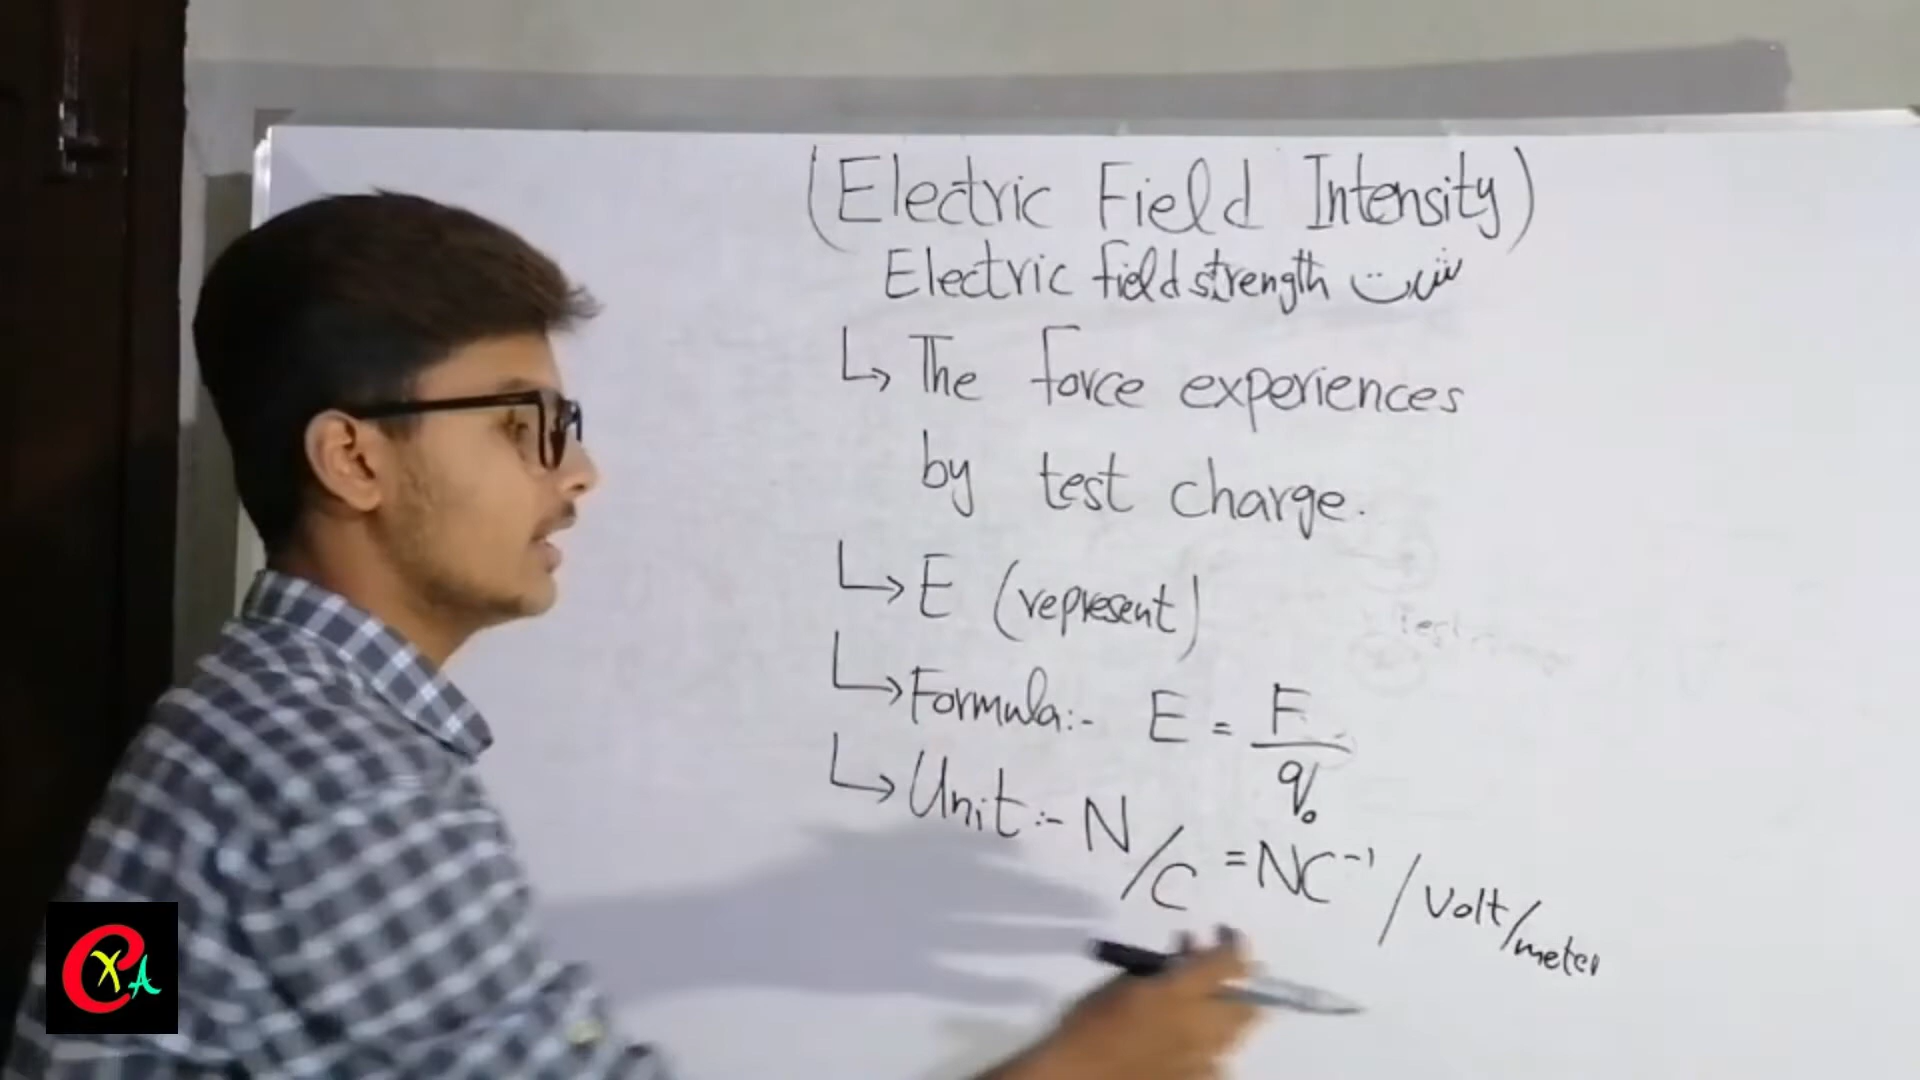 (Electric Field Intensity)
Electric field strength شدت
↳ The force experiences
by test charge.
↳ E (represent)
↳ Formula:- E = F/q₀
↳ Unit:- N/C = NC⁻¹ / Volt/meter
CXA